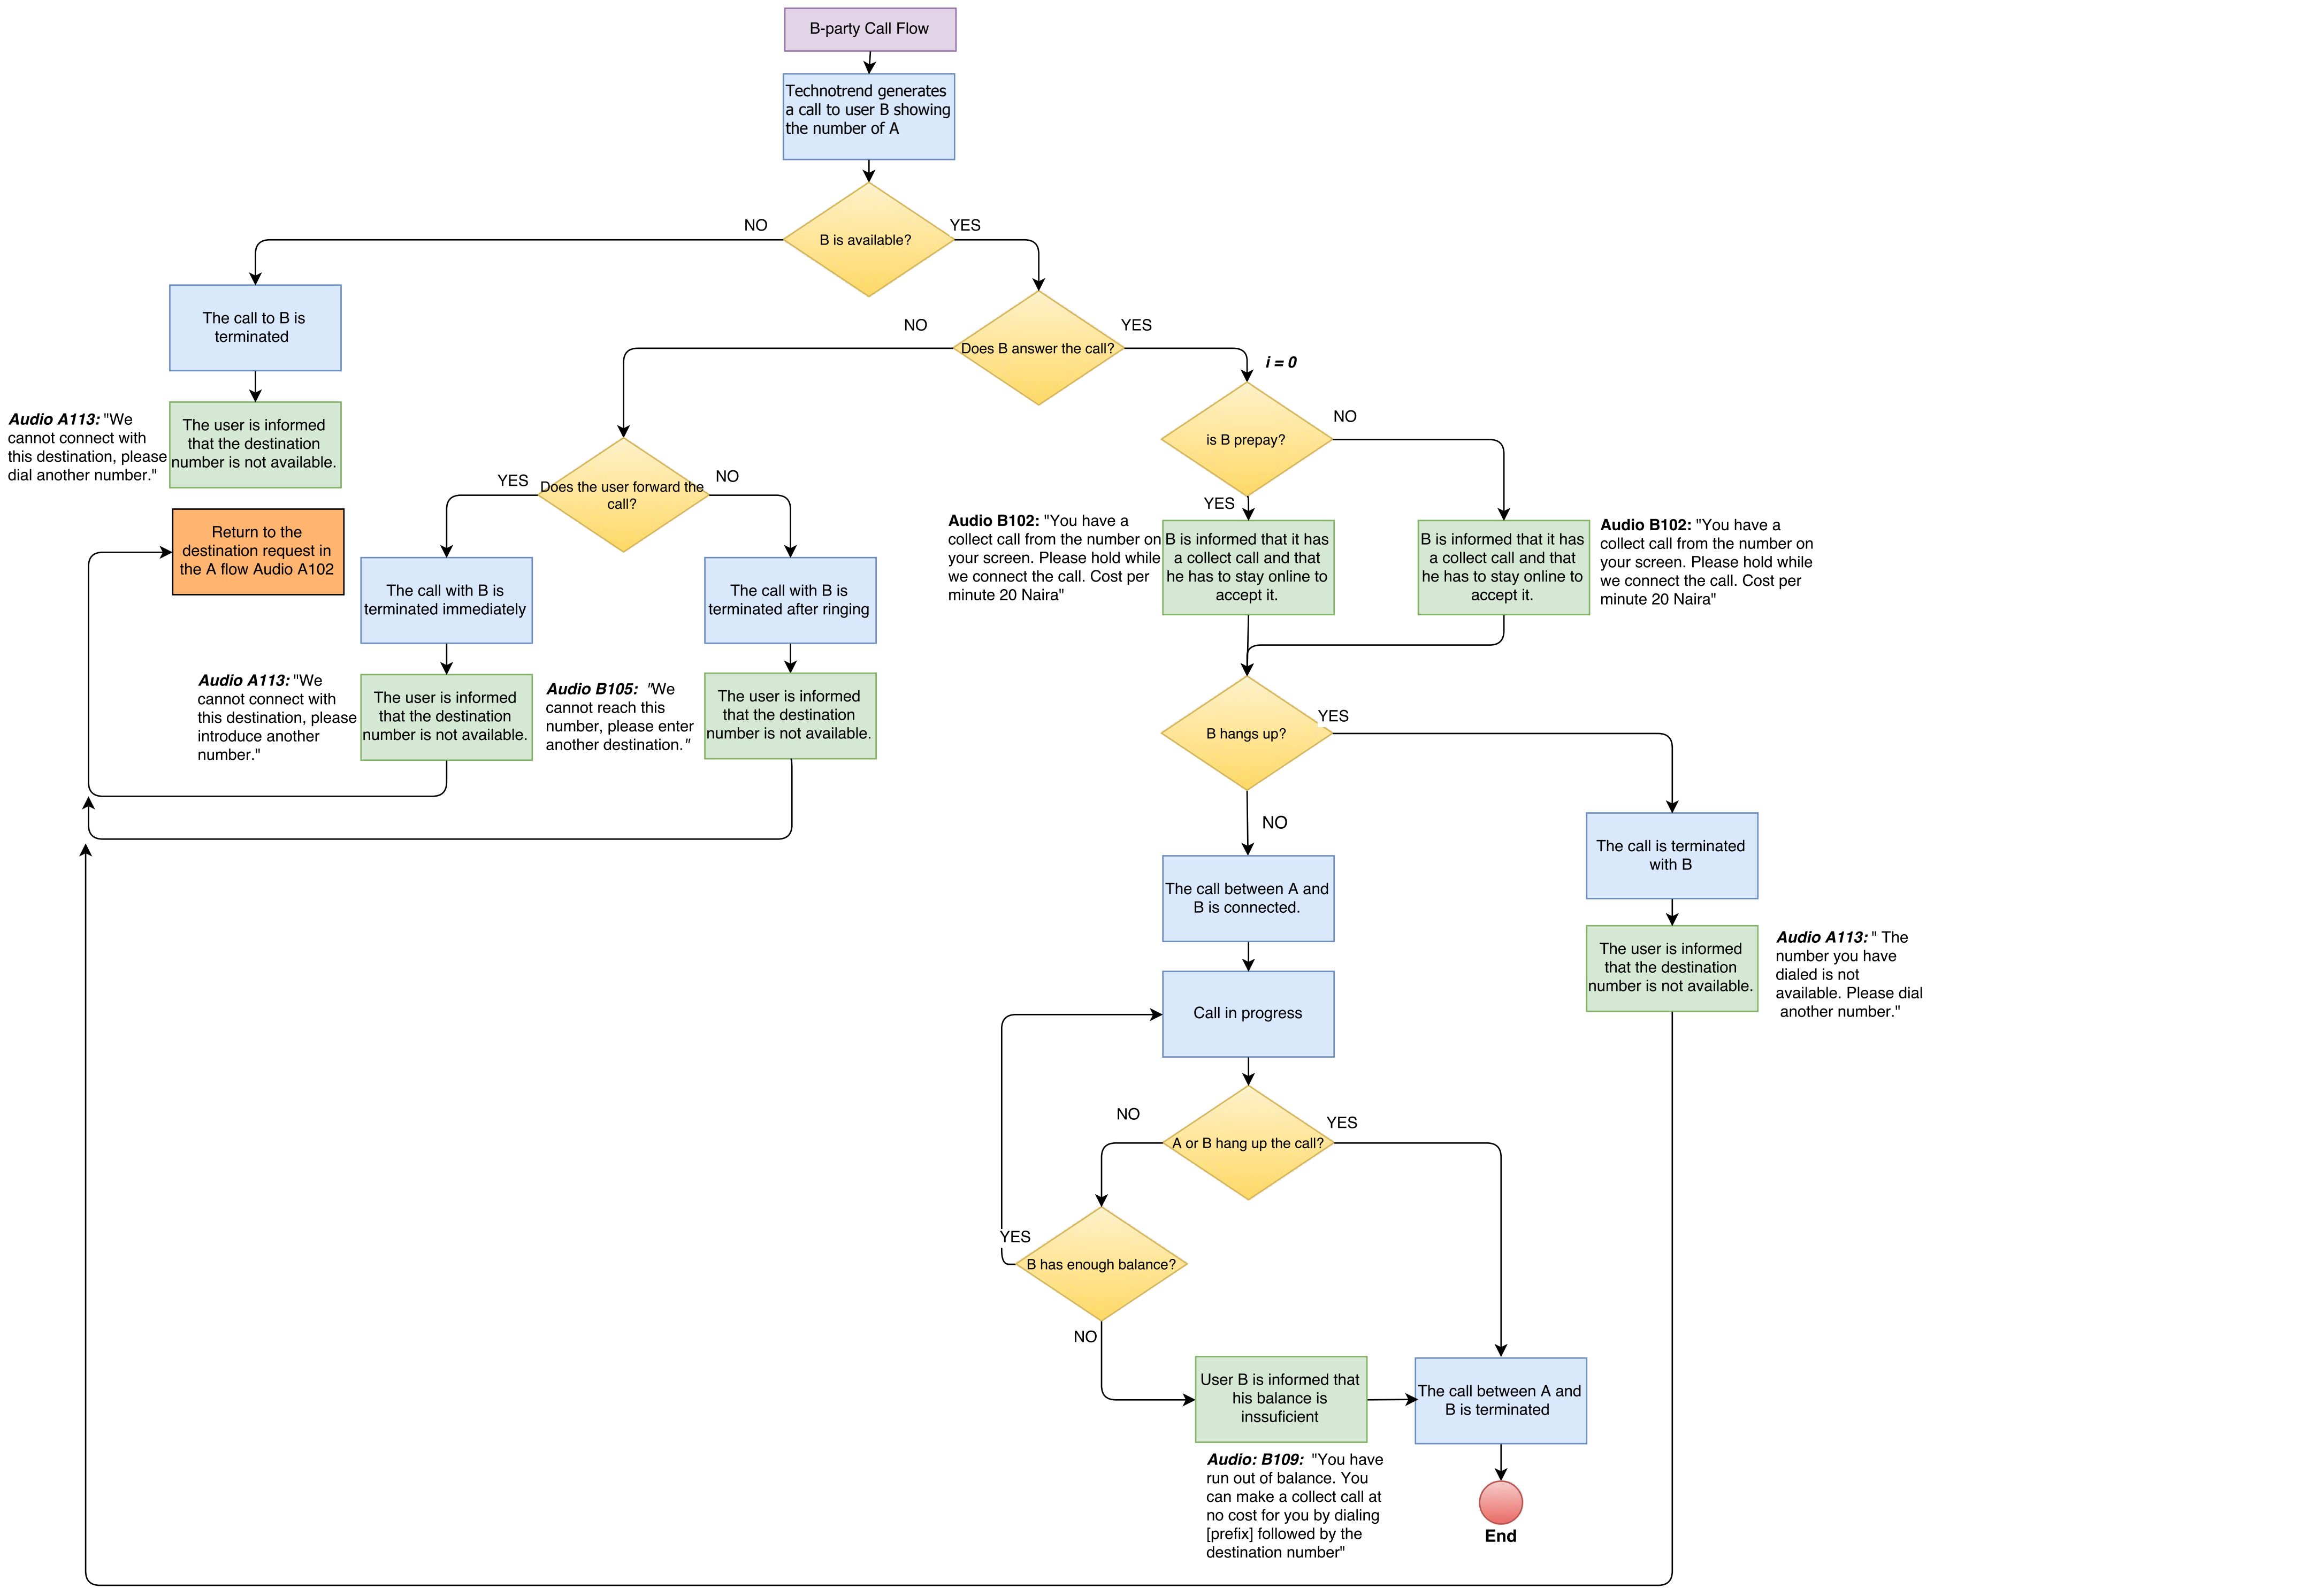 B-party Call Flow
Technotrend generates
a call to user B showing
the number of A
B is available?
NO
YES
The call to B is
terminated
Does B answer the call?
NO
YES
i = 0
Audio A113: "We
cannot connect with
this destination, please
dial another number."
The user is informed
that the destination
number is not available.
is B prepay?
NO
YES
Does the user forward the
call?
YES
NO
Return to the
destination request in
the A flow Audio A102
The call with B is
terminated immediately
The call with B is
terminated after ringing
Audio B102: "You have a
collect call from the number on
your screen. Please hold while
we connect the call. Cost per
minute 20 Naira"
B is informed that it has
a collect call and that
he has to stay online to
accept it.
B is informed that it has
a collect call and that
he has to stay online to
accept it.
Audio B102: "You have a
collect call from the number on
your screen. Please hold while
we connect the call. Cost per
minute 20 Naira"
Audio A113: "We
cannot connect with
this destination, please
introduce another
number."
The user is informed
that the destination
number is not available.
Audio B105: "We
cannot reach this
number, please enter
another destination."
The user is informed
that the destination
number is not available.
B hangs up?
YES
NO
The call is terminated
with B
The call between A and
B is connected.
The user is informed
that the destination
number is not available.
Audio A113: " The
number you have
dialed is not
available. Please dial
another number."
Call in progress
A or B hang up the call?
NO
YES
B has enough balance?
YES
NO
User B is informed that
his balance is
inssuficient
The call between A and
B is terminated
Audio: B109: "You have
run out of balance. You
can make a collect call at
no cost for you by dialing
[prefix] followed by the
destination number"
End